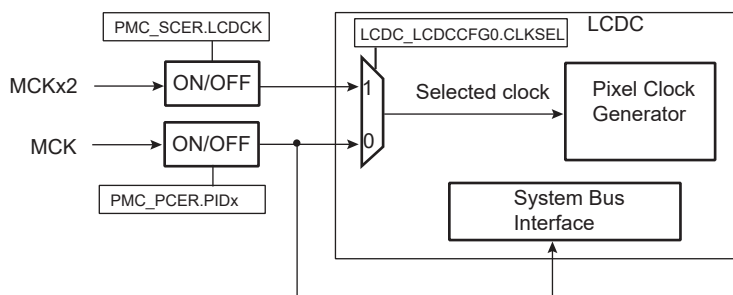 PMC_SCER.LCDCK
LCDC_LCDCCFG0.CLKSEL
LCDC
MCKx2
ON/OFF
1
Selected clock
Pixel Clock
Generator
MCK
ON/OFF
0
PMC_PCER.PIDx
System Bus
Interface